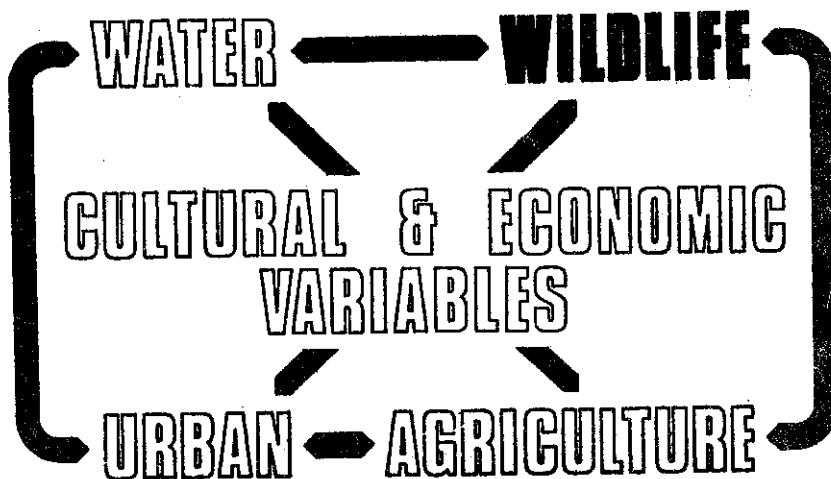 WATER WILDLIFE
CULTURAL & ECONOMIC
VARIABLES
URBAN AGRICULTURE